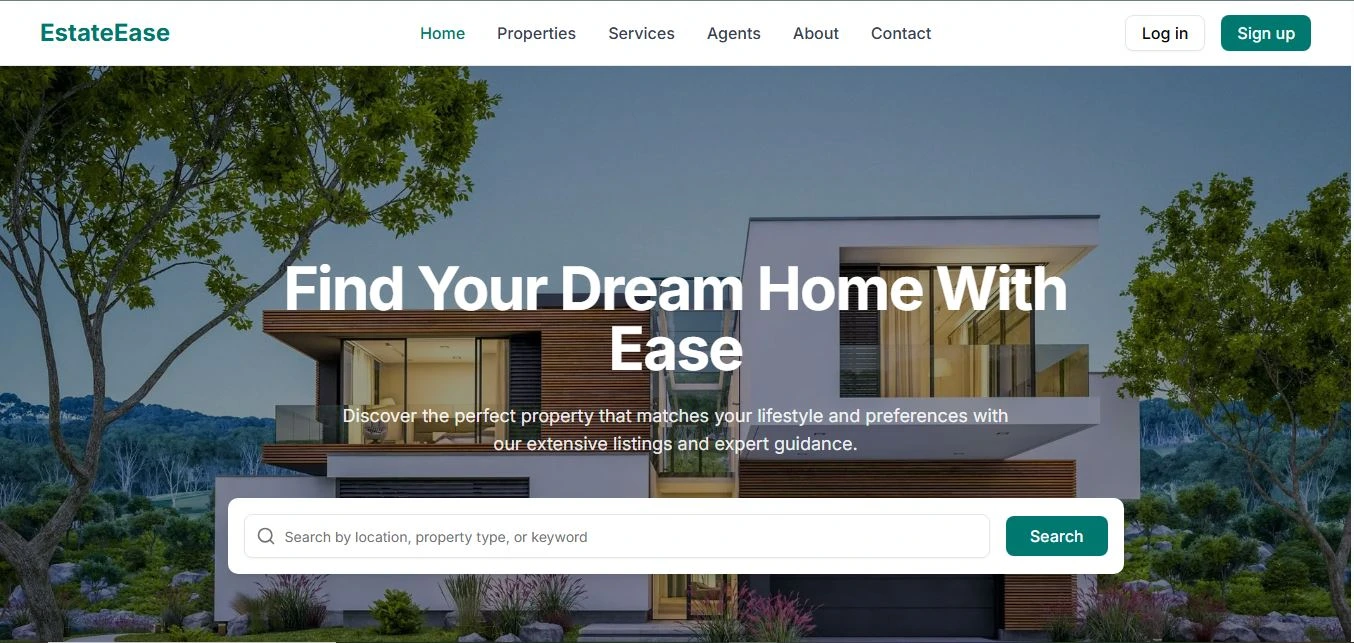 EstateEase
Home
Properties
Services
Agents
About
Contact
Log in
Sign up
Find Your Dream Home With
Ease
Discover the perfect property that matches your lifestyle and preferences with
our extensive listings and expert guidance.
Search by location, property type, or keyword
Search